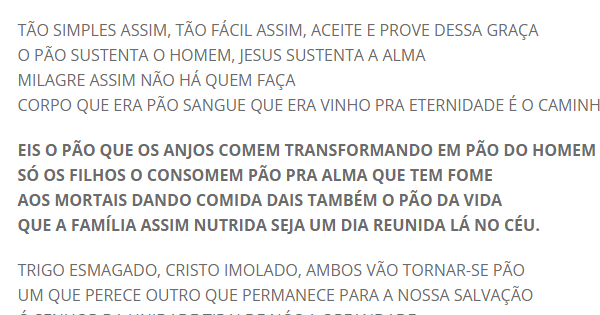 TÃO SIMPLES ASSIM, TÃO FÁCIL ASSIM, ACEITE E PROVE DESSA GRAÇA
O PÃO SUSTENTA O HOMEM, JESUS SUSTENTA A ALMA
MILAGRE ASSIM NÃO HÁ QUEM FAÇA
CORPO QUE ERA PÃO SANGUE QUE ERA VINHO PRA ETERNIDADE É O CAMINH
EIS O PÃO QUE OS ANJOS COMEM TRANSFORMANDO EM PÃO DO HOMEM
SÓ OS FILHOS O CONSOMEM PÃO PRA ALMA QUE TEM FOME
AOS MORTAIS DANDO COMIDA DAIS TAMBÉM O PÃO DA VIDA
QUE A FAMÍLIA ASSIM NUTRIDA SEJA UM DIA REUNIDA LÁ NO CÉU.
TRIGO ESMAGADO, CRISTO IMOLADO, AMBOS VÃO TORNAR-SE PÃO
UM QUE PERECE OUTRO QUE PERMANECE PARA A NOSSA SALVAÇÃO